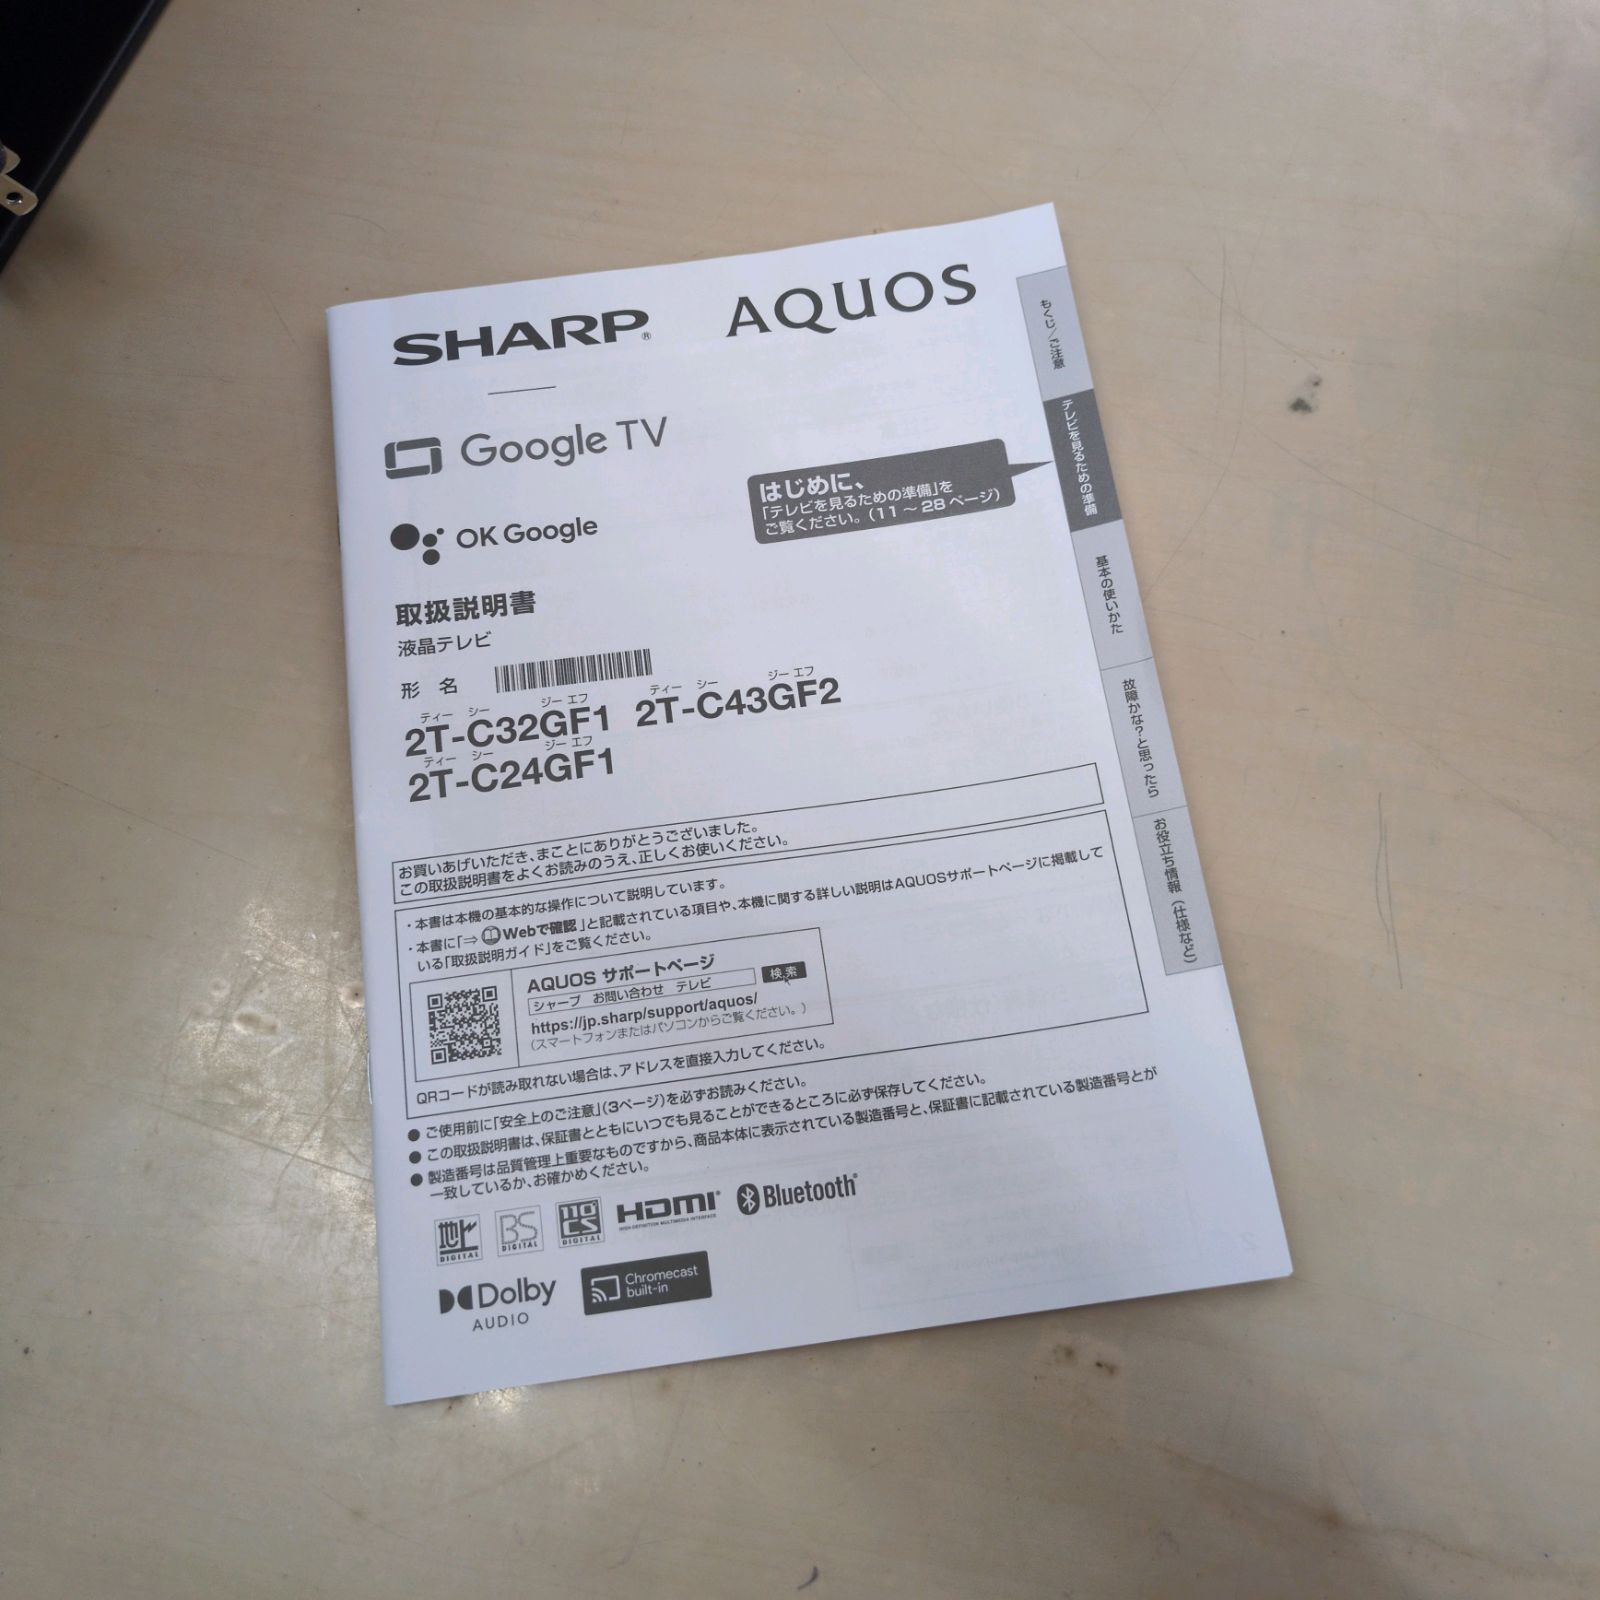 SHARP®
AQUOS
Google TV
OK Google
はじめに、
「テレビを見るための準備」を
ご覧ください。（11 ～ 28 ページ）
取扱説明書
液晶テレビ
形 名
ティー シー ジー エフ
2T-C32GF1
ティー シー ジー エフ
2T-C43GF2
ティー シー ジー エフ
2T-C24GF1
お買いあげいただき、まことにありがとうございました。
この取扱説明書をよくお読みのうえ、正しくお使いください。
・本書は本機の基本的な操作について説明しています。
・本書に「⇒ Webで確認」と記載されている項目や、本機に関する詳しい説明はAQUOSサポートページに掲載して
いる「取扱説明ガイド」をご覧ください。
AQUOS サポートページ
シャープ お問い合わせ テレビ
検索
https://jp.sharp/support/aquos/
（スマートフォンまたはパソコンからご覧ください。）
QRコードが読み取れない場合は、アドレスを直接入力してください。
● ご使用前に「安全上のご注意」（3ページ）を必ずお読みください。
● この取扱説明書は、保証書とともにいつでも見ることができるところに必ず保存してください。
● 製造番号は品質管理上重要なものですから、商品本体に表示されている製造番号と、保証書に記載されている製造番号とが
一致しているか、お確かめください。
地上
DIGITAL
BS
DIGITAL
110
CS
DIGITAL
HDMI®
HIGH-DEFINITION MULTIMEDIA INTERFACE
Bluetooth®
Dolby
AUDIO
Chromecast
built-in
もくじ／ご注意
テレビを見るための準備
基本の使いかた
故障かな？と思ったら
お役立ち情報（仕様など）